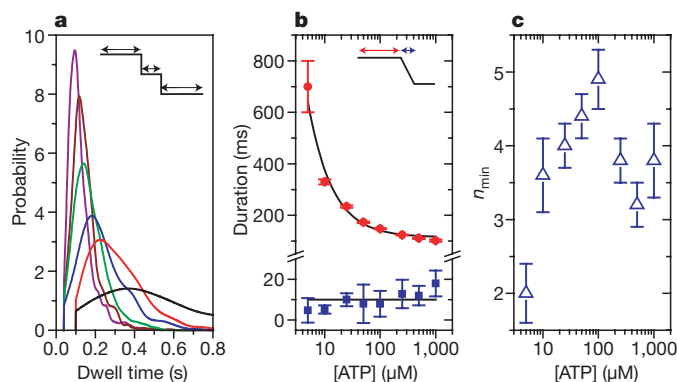 a
Probability
10
8
6
4
2
0
0.0 0.2 0.4 0.6 0.8
Dwell time (s)
b
Duration (ms)
800
600
400
200
20
0
10 100 1,000
[ATP] (µM)
c
n min
5
4
3
2
10 100 1,000
[ATP] (µM)